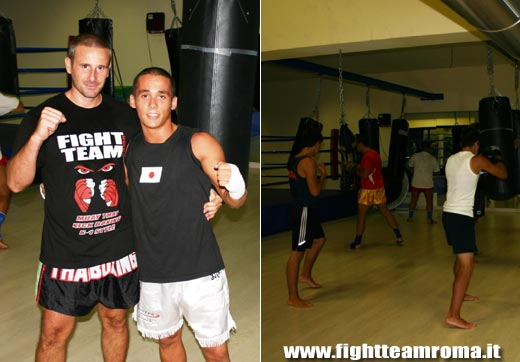 FIGHT
TEAM
MUAY THAI
KICK BOXING
K-1 STYLE
THAIBOXING
www.fightteamroma.it